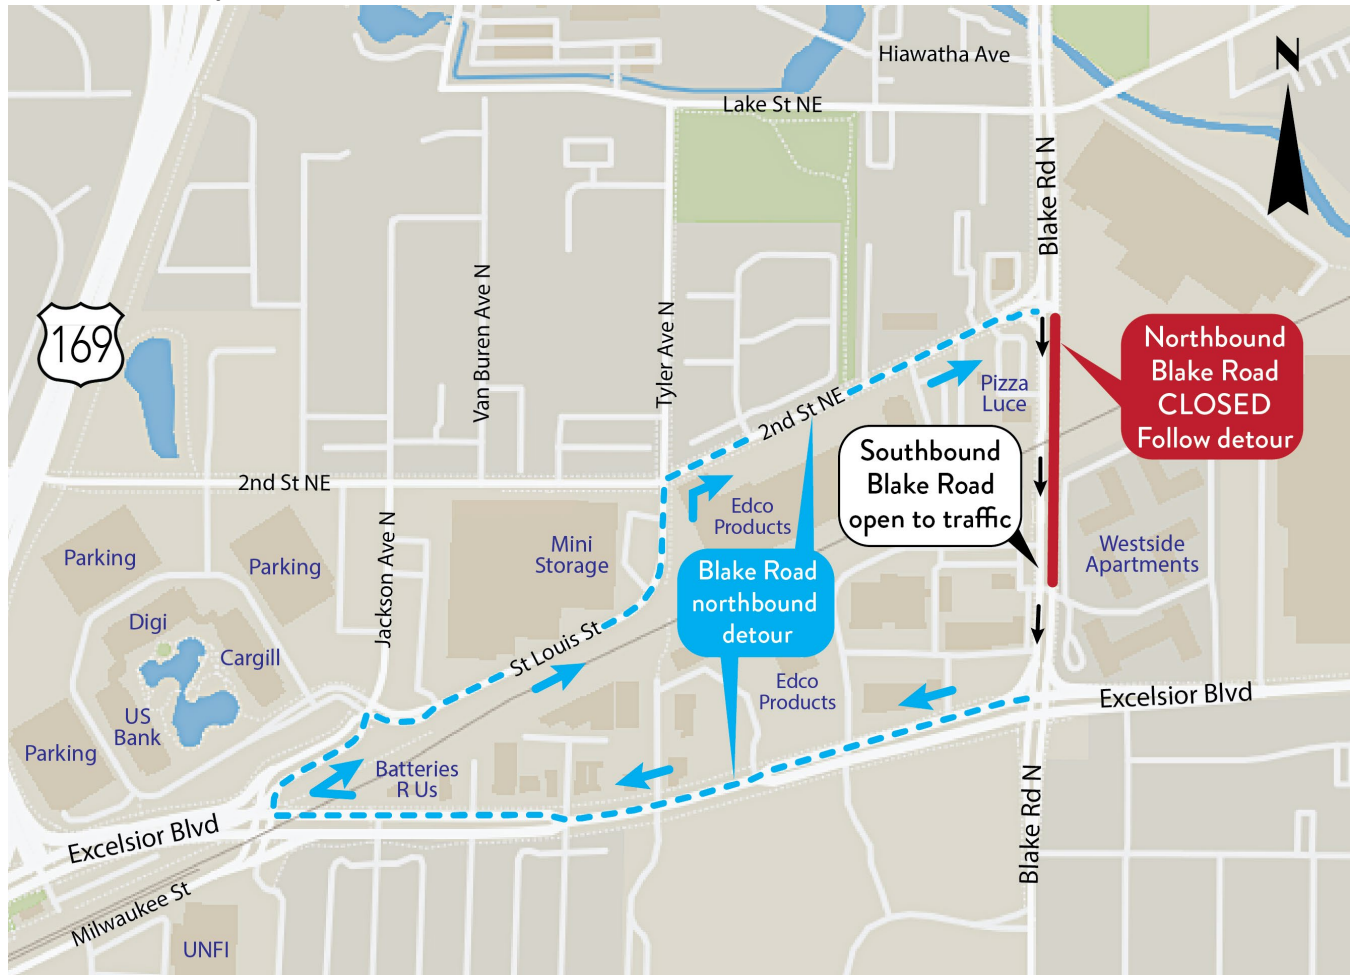 Hiawatha Ave
N
Lake St NE
Blake Rd N
169
Van Buren Ave N
Tyler Ave N
Northbound
Blake Road
CLOSED
Follow detour
Pizza
Luce
2nd St NE
Southbound
Blake Road
open to traffic
2nd St NE
Edco
Products
Jackson Ave N
Mini
Storage
Parking
Parking
Westside
Apartments
Blake Road
northbound
detour
Digi
Cargill
St Louis St
Edco
Products
US
Bank
Excelsior Blvd
Parking
Batteries
R Us
Blake Rd N
Excelsior Blvd
Milwaukee St
UNFI